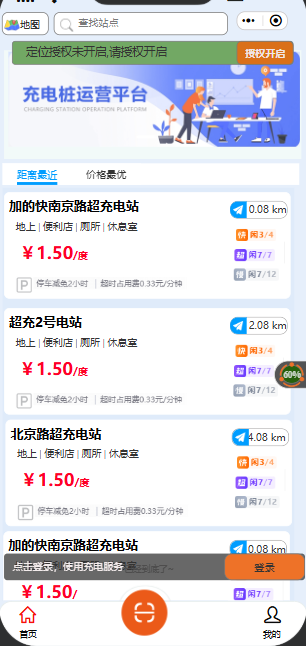 地图
查找站点
定位授权未开启,请授权开启
授权开启
充电桩运营平台
CHARGING STATION OPERATION PLATFORM
距离最近
价格最优
加的快南京路超充电站
0.08 km
地上 | 便利店 | 厕所 | 休息室
快 闲3/4
¥ 1.50/度
超 闲7/7
慢 闲7/12
P 停车减免2小时 | 超时占用费0.33元/分钟
超充2号电站
2.08 km
地上 | 便利店 | 厕所 | 休息室
快 闲3/4
¥ 1.50/度
超 闲7/7
60%
慢 闲7/12
P 停车减免2小时 | 超时占用费0.33元/分钟
北京路超充电站
4.08 km
地上 | 便利店 | 厕所 | 休息室
快 闲3/4
¥ 1.50/度
超 闲7/7
慢 闲7/12
P 停车减免2小时 | 超时占用费0.33元/分钟
加的快南京路超充电站
0.08 km
点击登录，使用充电服务
登录
¥ 1.50/
超 闲7/7
首页
我的